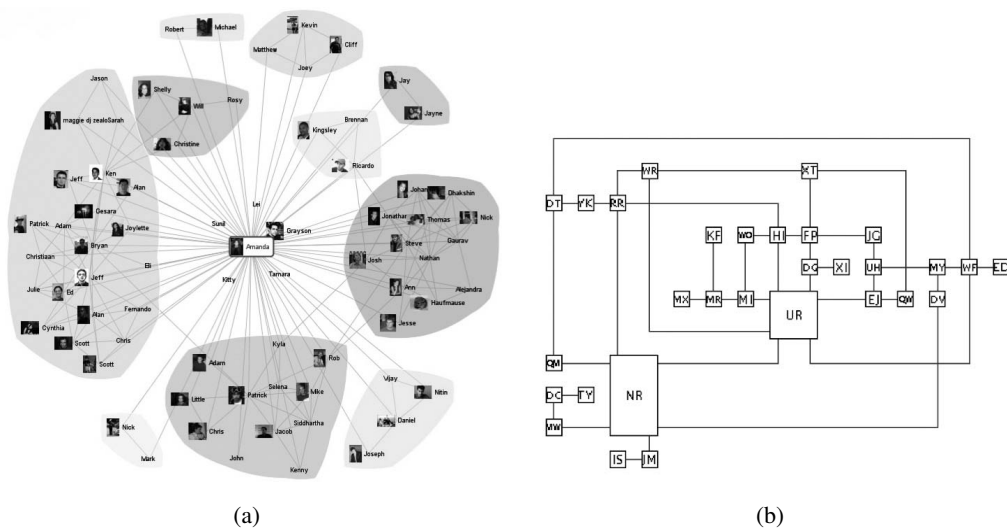 Robert
Michael
Kevin
Matthew
Cliff
Joey
Jason
Shelly
Will
Rosy
Christine
maggie dj zealoSarah
Jay
Jayne
Brennan
Kingsley
Ricardo
Jeff
Ken
Alan
Gesara
Patrick
Adam
Joylette
Bryan
Christiaan
Eli
Jeff
Julie
Ed
Fernando
Alan
Cynthia
Scott
Chris
Scott
Lei
Sunil
Grayson
Amanda
Kitty
Tamara
Johan
Dhakshin
Jonathan
Thomas
Nick
Steve
Gaurav
Josh
Nathan
Ann
Alejandra
Haufmause
Jesse
Kyla
Adam
Rob
Selena
Little
Patrick
Mike
Siddhartha
Chris
Jacob
John
Kenny
Vijay
Nitin
Daniel
Joseph
Nick
Mark
(a)
WR
XT
DT
YK
RR
KF
WO
HI
FP
JG
DG
XI
UH
MY
WF
ED
MX
MR
MI
UR
EJ
QW
DV
QM
NR
DC
TY
MW
IS
JM
(b)